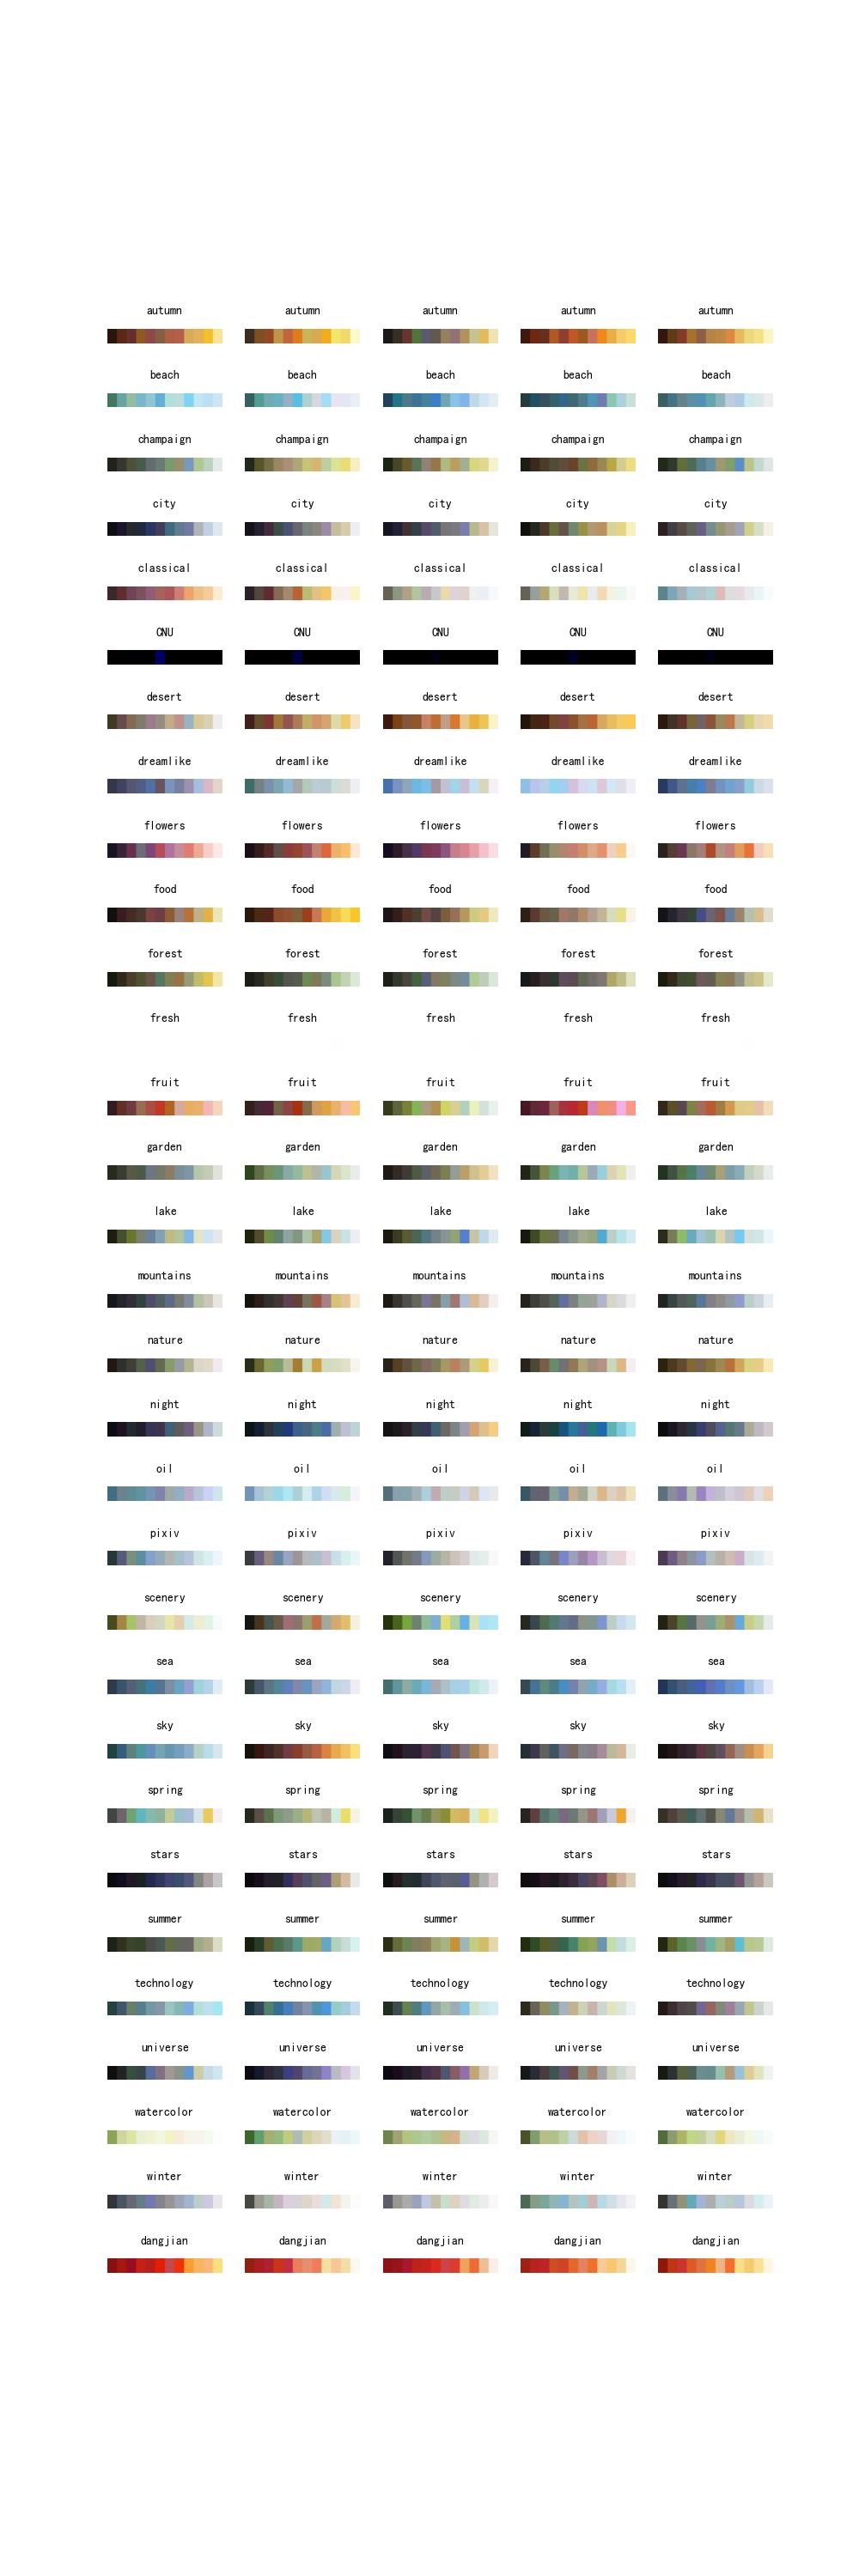 autumn autumn autumn autumn autumn
beach beach beach beach beach
champaign champaign champaign champaign champaign
city city city city city
classical classical classical classical classical
CNU CNU CNU CNU CNU
desert desert desert desert desert
dreamlike dreamlike dreamlike dreamlike dreamlike
flowers flowers flowers flowers flowers
food food food food food
forest forest forest forest forest
fresh fresh fresh fresh fresh
fruit fruit fruit fruit fruit
garden garden garden garden garden
lake lake lake lake lake
mountains mountains mountains mountains mountains
nature nature nature nature nature
night night night night night
oil oil oil oil oil
pixiv pixiv pixiv pixiv pixiv
scenery scenery scenery scenery scenery
sea sea sea sea sea
sky sky sky sky sky
spring spring spring spring spring
stars stars stars stars stars
summer summer summer summer summer
technology technology technology technology technology
universe universe universe universe universe
watercolor watercolor watercolor watercolor watercolor
winter winter winter winter winter
dangjian dangjian dangjian dangjian dangjian